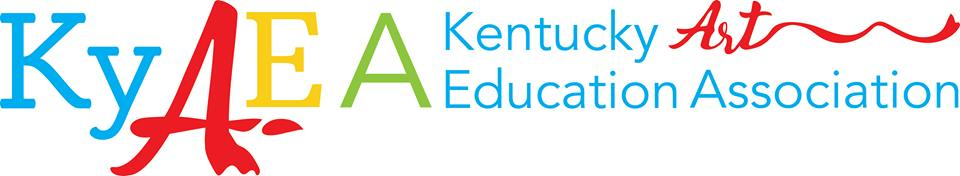 KyAEA
Kentucky Art
Education Association